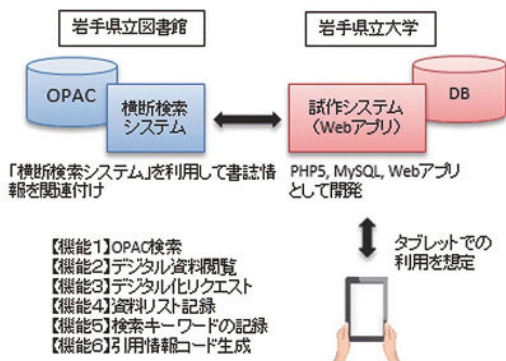 岩手県立図書館
岩手県立大学
OPAC
横断検索
システム
試作システム
(Webアプリ)
DB
「横断検索システム」を利用して書誌情
報を関連付け
PHP5, MySQL, Webアプリ
として開発
タブレットでの
利用を想定
【機能1】OPAC検索
【機能2】デジタル資料閲覧
【機能3】デジタル化リクエスト
【機能4】資料リスト記録
【機能5】検索キーワードの記録
【機能6】引用情報コード生成